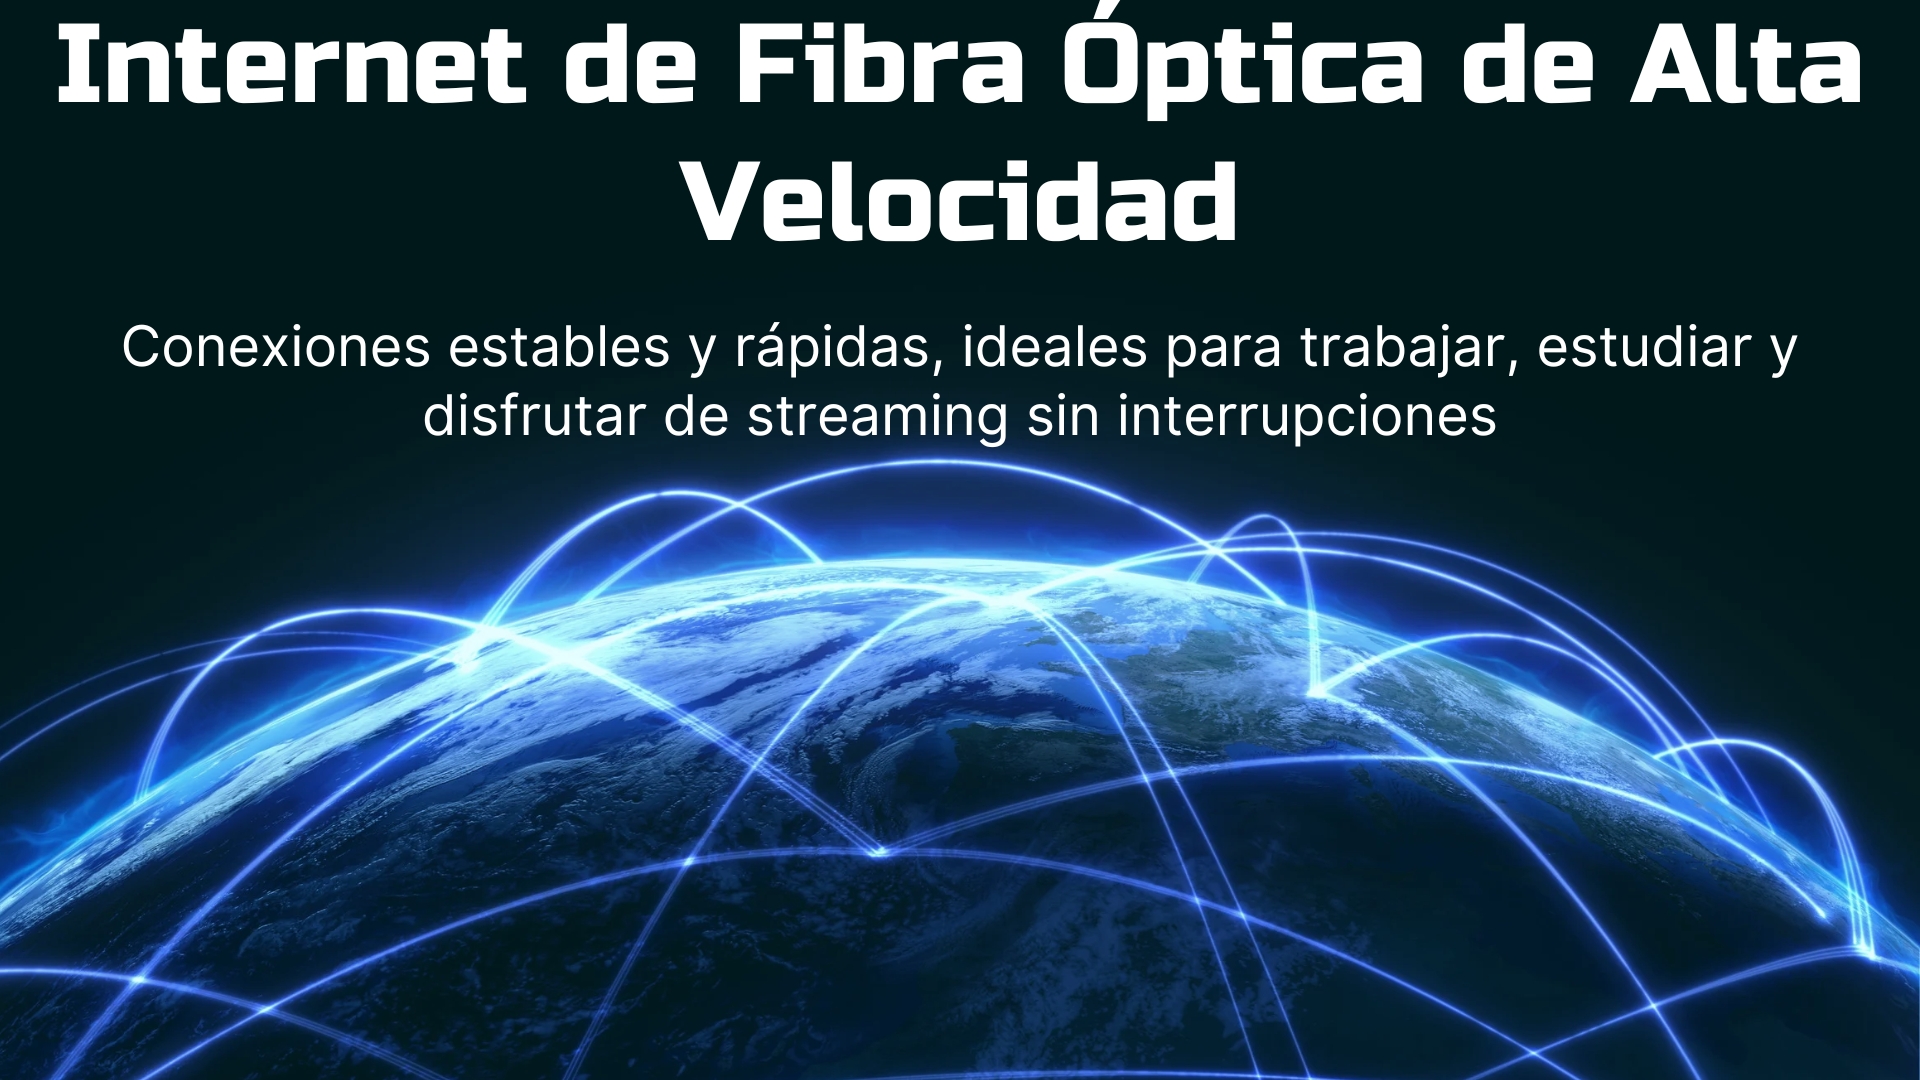 Internet de Fibra Óptica de Alta
Velocidad
Conexiones estables y rápidas, ideales para trabajar, estudiar y
disfrutar de streaming sin interrupciones